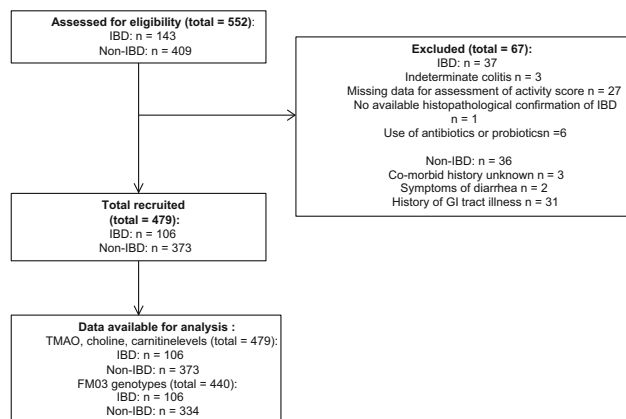 Assessed for eligibility (total = 552):
IBD: n = 143
Non-IBD: n = 409
Excluded (total = 67):
IBD: n = 37
Indeterminate colitis n = 3
Missing data for assessment of activity score n = 27
No available histopathological confirmation of IBD
n = 1
Use of antibiotics or probioticsn =6
Non-IBD: n = 36
Co-morbid history unknown n = 3
Symptoms of diarrhea n = 2
History of GI tract illness n = 31
Total recruited
(total = 479):
IBD: n = 106
Non-IBD: n = 373
Data available for analysis :
TMAO, choline, carnitinelevels (total = 479):
IBD: n = 106
Non-IBD: n = 373
FM03 genotypes (total = 440):
IBD: n = 106
Non-IBD: n = 334